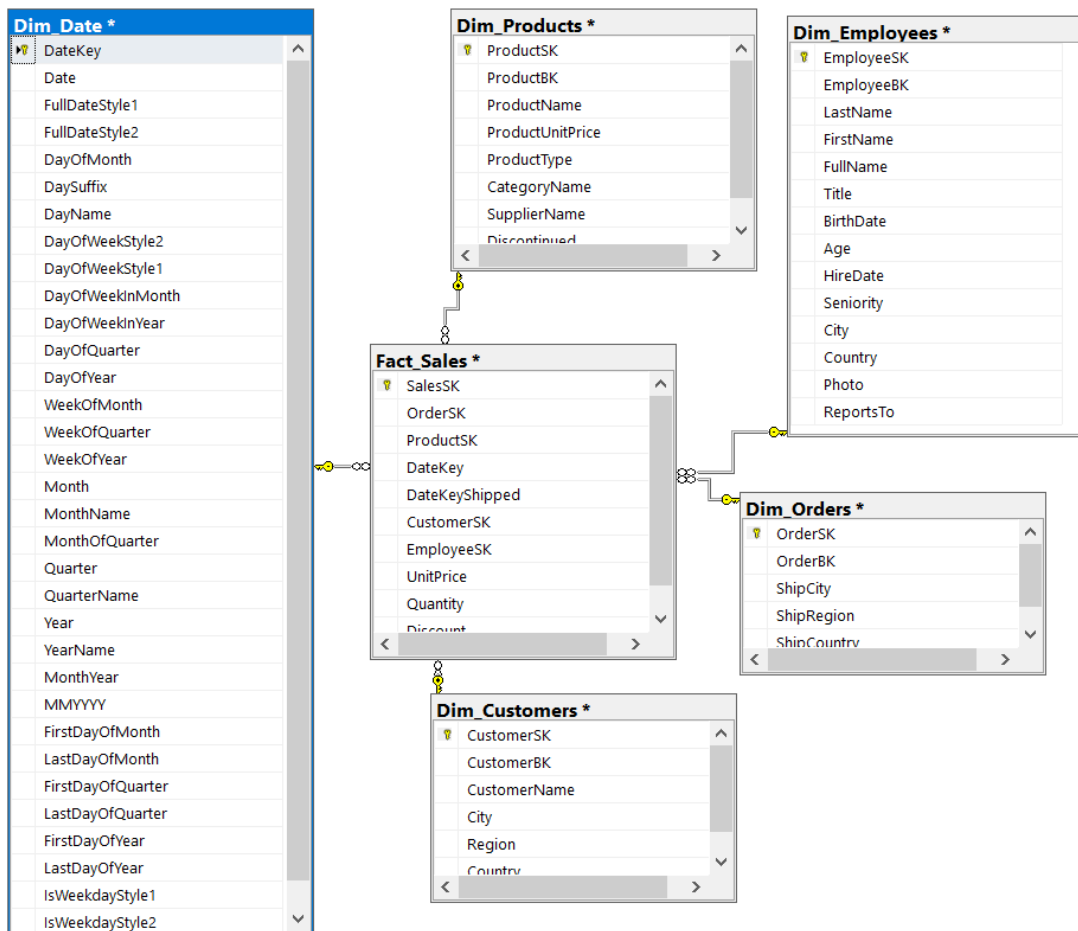 Dim_Date *
DateKey
Date
FullDateStyle1
FullDateStyle2
DayOfMonth
DaySuffix
DayName
DayOfWeekStyle2
DayOfWeekStyle1
DayOfWeekInMonth
DayOfWeekInYear
DayOfQuarter
DayOfYear
WeekOfMonth
WeekOfQuarter
WeekOfYear
Month
MonthName
MonthOfQuarter
Quarter
QuarterName
Year
YearName
MonthYear
MMYYYY
FirstDayOfMonth
LastDayOfMonth
FirstDayOfQuarter
LastDayOfQuarter
FirstDayOfYear
LastDayOfYear
IsWeekdayStyle1
IsWeekdayStyle2
Dim_Products *
ProductSK
ProductBK
ProductName
ProductUnitPrice
ProductType
CategoryName
SupplierName
Discontinued
Dim_Employees *
EmployeeSK
EmployeeBK
LastName
FirstName
FullName
Title
BirthDate
Age
HireDate
Seniority
City
Country
Photo
ReportsTo
Fact_Sales *
SalesSK
OrderSK
ProductSK
DateKey
DateKeyShipped
CustomerSK
EmployeeSK
UnitPrice
Quantity
Discount
Dim_Orders *
OrderSK
OrderBK
ShipCity
ShipRegion
ShipCountry
Dim_Customers *
CustomerSK
CustomerBK
CustomerName
City
Region
Country